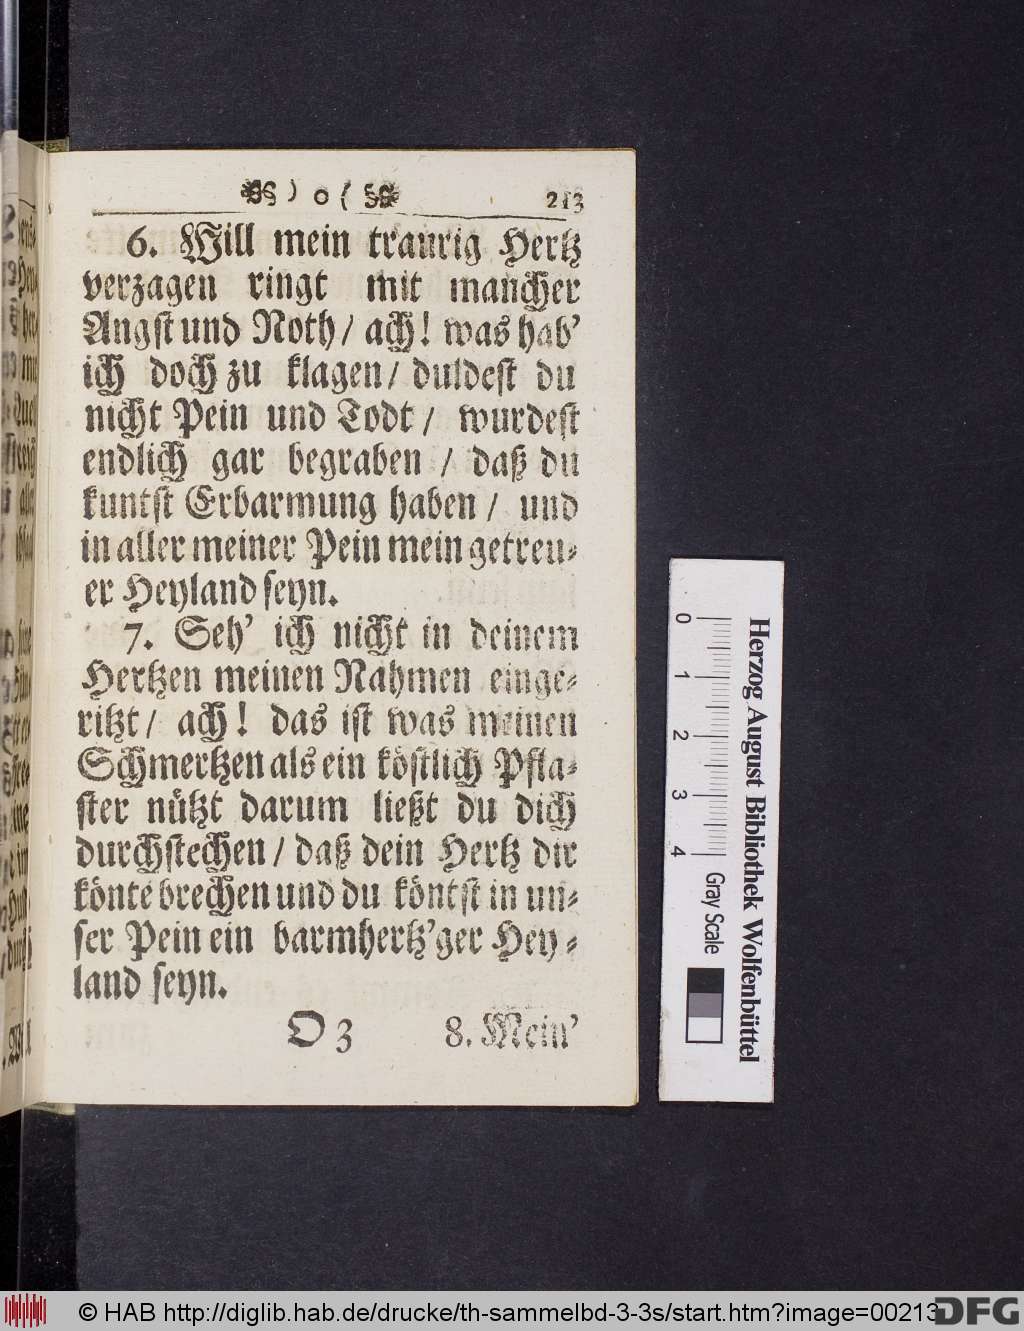 ) o ( 213
6. Will mein traurig Hertz
verzagen ringt mit mancher
Angst und Noth/ ach! was hab'
ich doch zu klagen/ duldest du
nicht Pein und Todt/ wurdest
endlich gar begraben / daß du
kuntst Erbarmung haben/ und
in aller meiner Pein mein getreu-
er Heyland seyn.
7. Seh' ich nicht in deinem
Hertzen meinen Nahmen einge-
ritzt/ ach! das ist was meinen
Schmertzen als ein köstlich Pfla-
ster nützt darum ließt du dich
durchstechen/ daß dein Hertz dir
könte brechen und du köntst in un-
ser Pein ein barmhertz'ger Hey-
land seyn.
O 3 8. Mein'
Herzog August Bibliothek Wolfenbüttel
0 1 2 3 4
Gray Scale
© HAB http://diglib.hab.de/drucke/th-sammelbd-3-3s/start.htm?image=00213
DFG